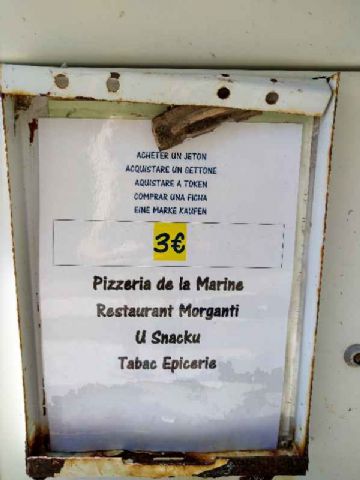 ACHETER UN JETON
ACQUISTARE UN GETTONE
AQUISTARE A TOKEN
COMPRAR UNA FICHA
EINE MARKE KAUFEN
3€
Pizzeria de la Marine
Restaurant Morganti
U Snacku
Tabac Epicerie